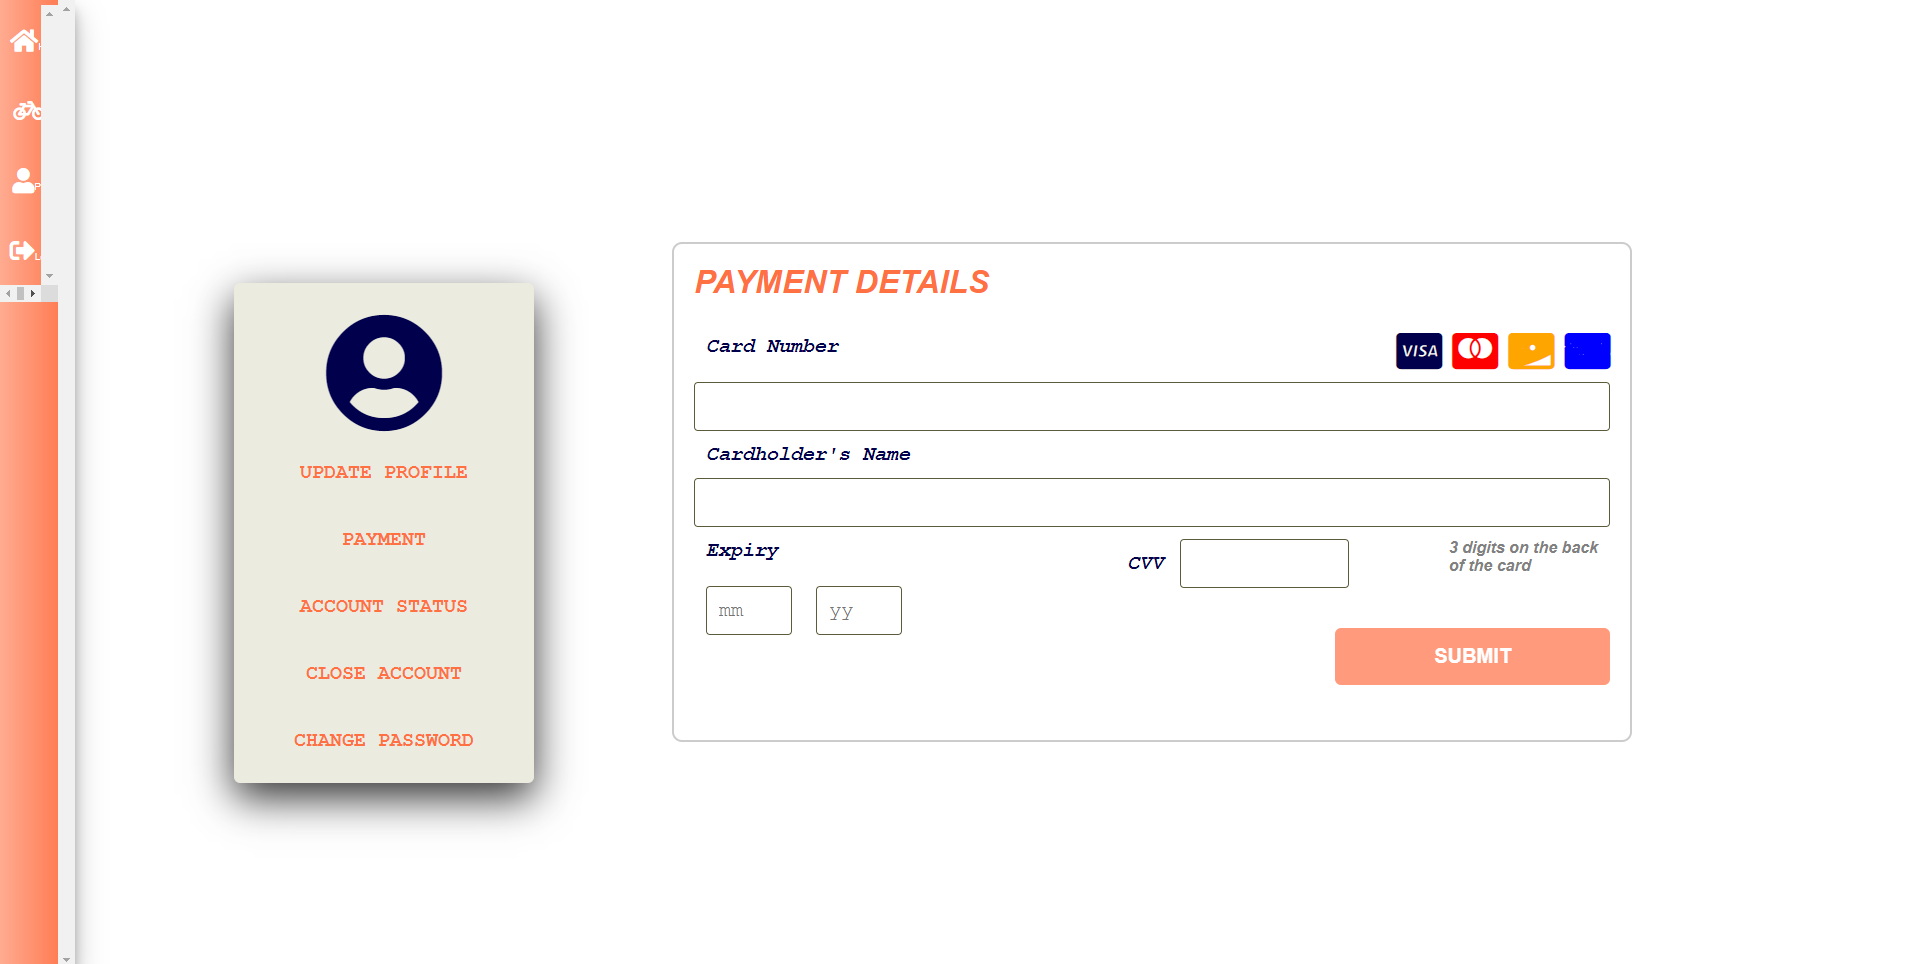 UPDATE PROFILE
PAYMENT
ACCOUNT STATUS
CLOSE ACCOUNT
CHANGE PASSWORD
PAYMENT DETAILS
Card Number
VISA
Cardholder's Name
Expiry
mm
yy
CVV
3 digits on the back
of the card
SUBMIT